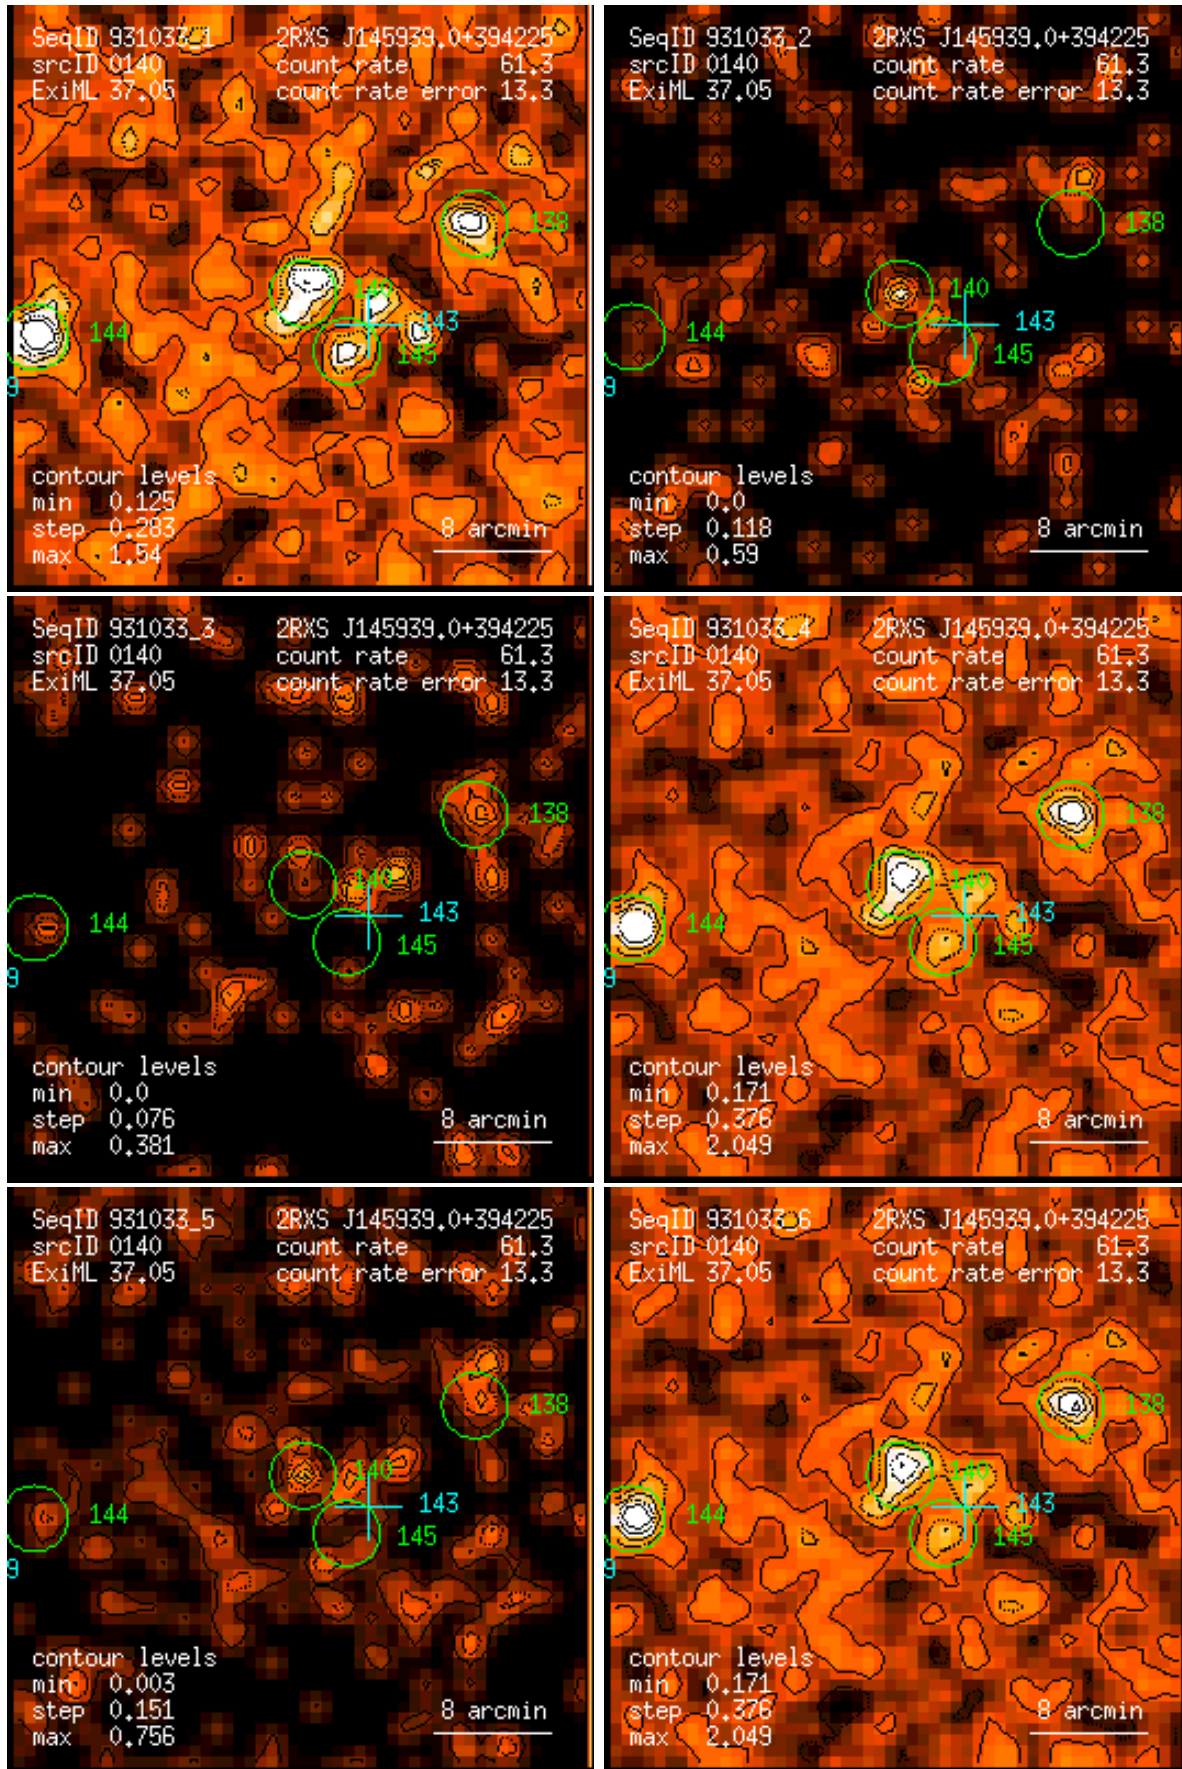 SeqID 931033_1 2RXS J145939.0+394225
srcID 0140 count rate 61.3
ExiML 37.05 count rate error 13.3
138
140
143
144
145
9
contour levels
min 0.125
step 0.283 8 arcmin
max 1.54
SeqID 931033_2 2RXS J145939.0+394225
srcID 0140 count rate 61.3
ExiML 37.05 count rate error 13.3
138
140
143
144
145
9
contour levels
min 0.0
step 0.118 8 arcmin
max 0.59
SeqID 931033_3 2RXS J145939.0+394225
srcID 0140 count rate 61.3
ExiML 37.05 count rate error 13.3
138
140
143
144
145
9
contour levels
min 0.0
step 0.076 8 arcmin
max 0.381
SeqID 931033_4 2RXS J145939.0+394225
srcID 0140 count rate 61.3
ExiML 37.05 count rate error 13.3
138
140
143
144
145
9
contour levels
min 0.171
step 0.376 8 arcmin
max 2.049
SeqID 931033_5 2RXS J145939.0+394225
srcID 0140 count rate 61.3
ExiML 37.05 count rate error 13.3
138
140
143
144
145
9
contour levels
min 0.003
step 0.151 8 arcmin
max 0.756
SeqID 931033_6 2RXS J145939.0+394225
srcID 0140 count rate 61.3
ExiML 37.05 count rate error 13.3
138
140
143
144
145
9
contour levels
min 0.171
step 0.376 8 arcmin
max 2.049